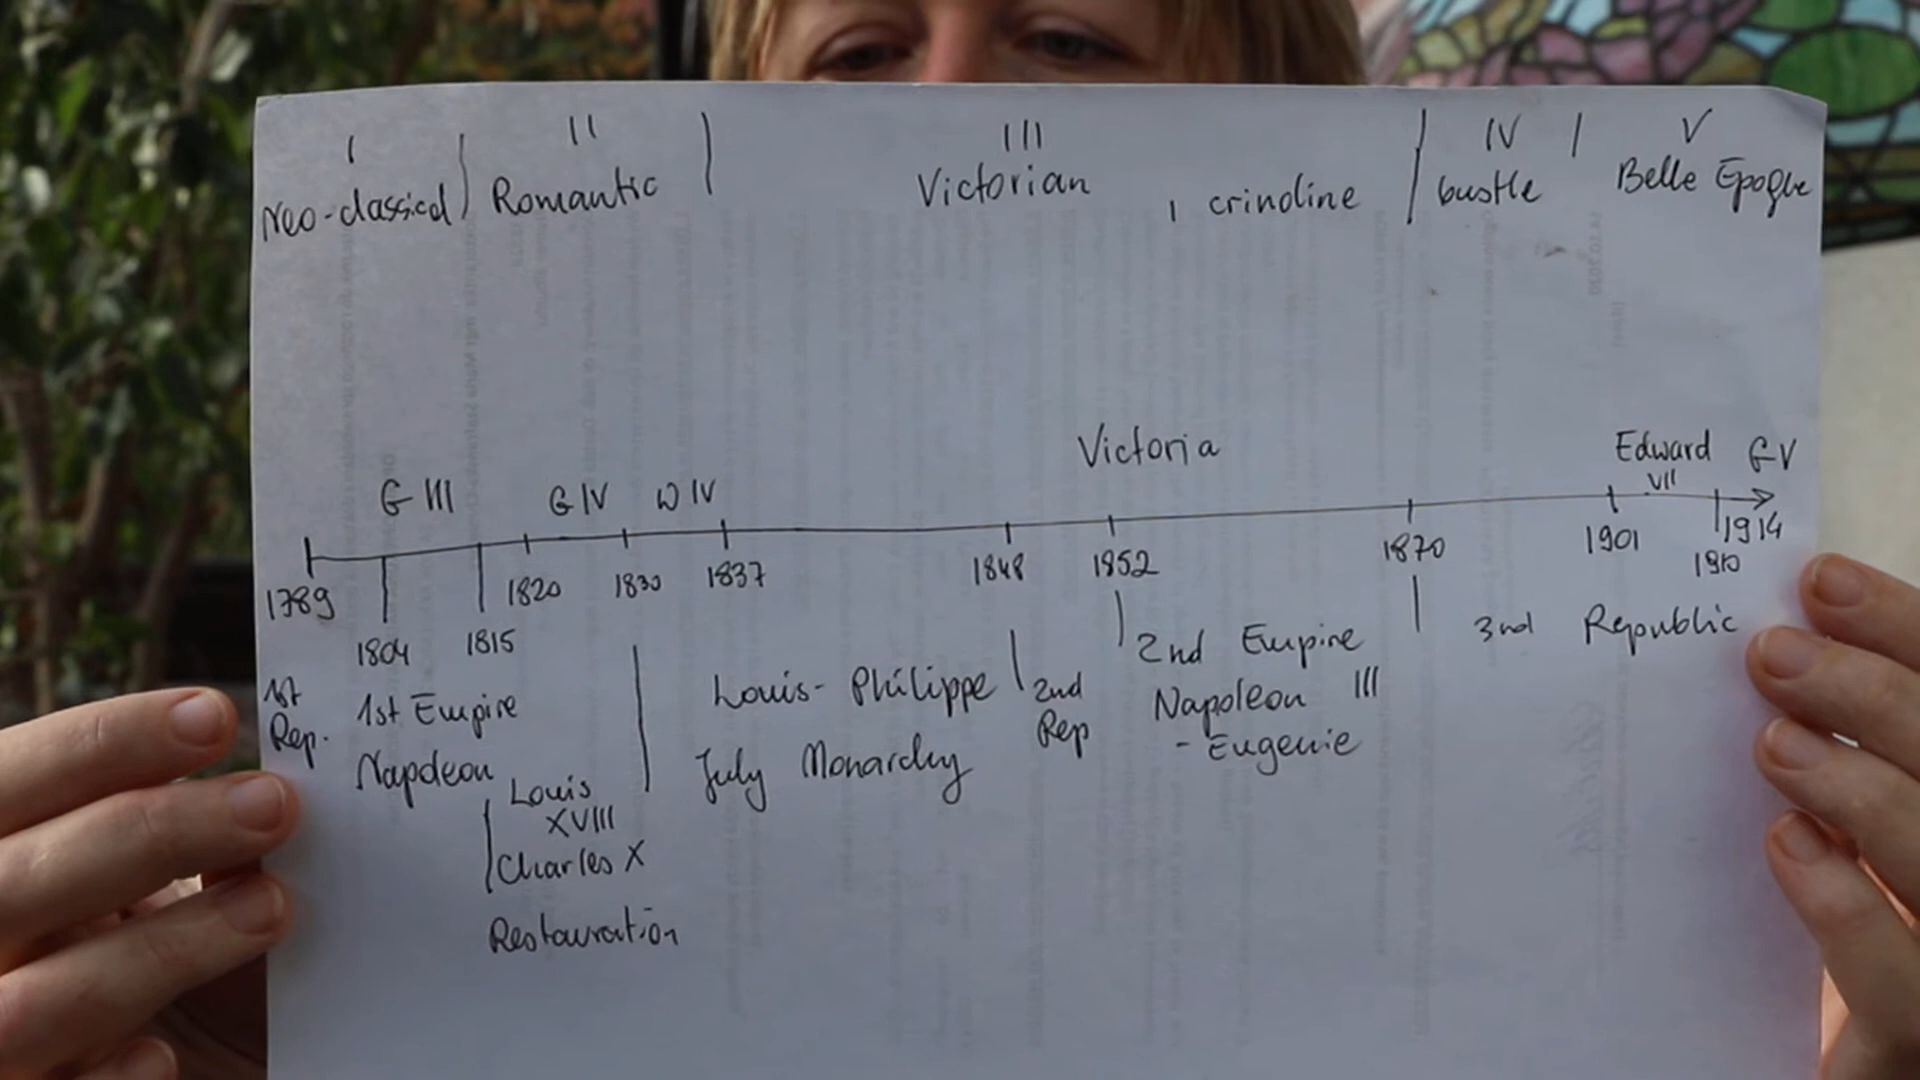 I II III IV V
Neo-classical Romantic Victorian crinoline bustle Belle Epoque
Victoria Edward VII G V
G III G IV W IV
1789 1804 1815 1820 1830 1837 1848 1852 1870 1901 1910 1914
1st Rep.
1st Empire
Napoleon
Louis
XVIII
Charles X
Restauration
Louis-Philippe
July Monarchy
2nd
Rep
2nd Empire
Napoleon III
- Eugenie
3nd Republic